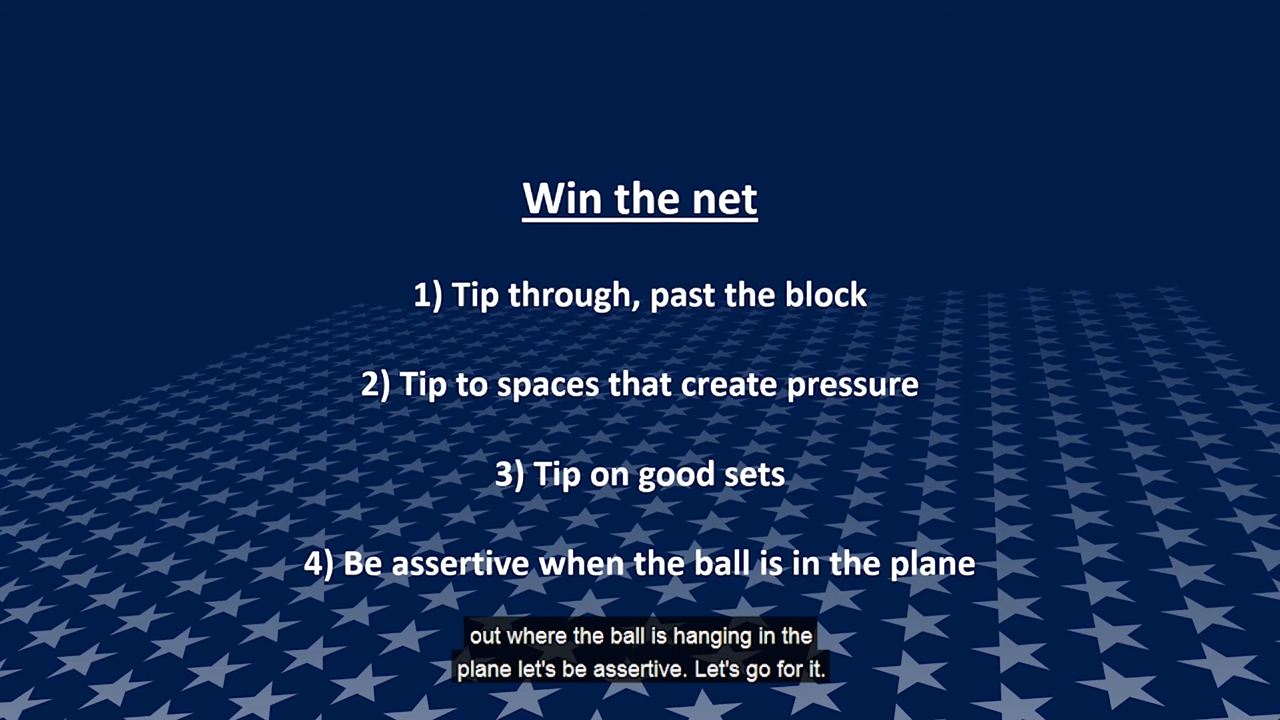 Win the net
1) Tip through, past the block
2) Tip to spaces that create pressure
3) Tip on good sets
4) Be assertive when the ball is in the plane
out where the ball is hanging in the
plane let's be assertive. Let's go for it.